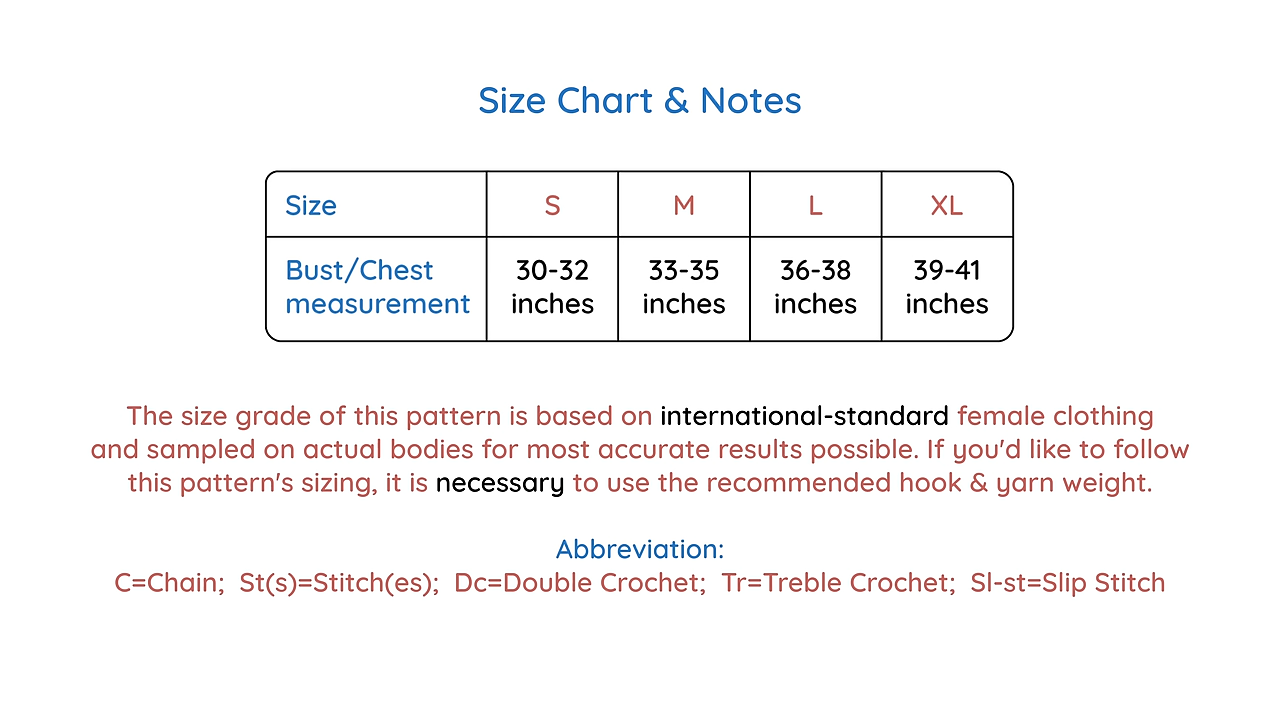 Size Chart & Notes
Size S M L XL
Bust/Chest 30-32 33-35 36-38 39-41
measurement inches inches inches inches
The size grade of this pattern is based on international-standard female clothing
and sampled on actual bodies for most accurate results possible. If you'd like to follow
this pattern's sizing, it is necessary to use the recommended hook & yarn weight.
Abbreviation:
C=Chain; St(s)=Stitch(es); Dc=Double Crochet; Tr=Treble Crochet; Sl-st=Slip Stitch